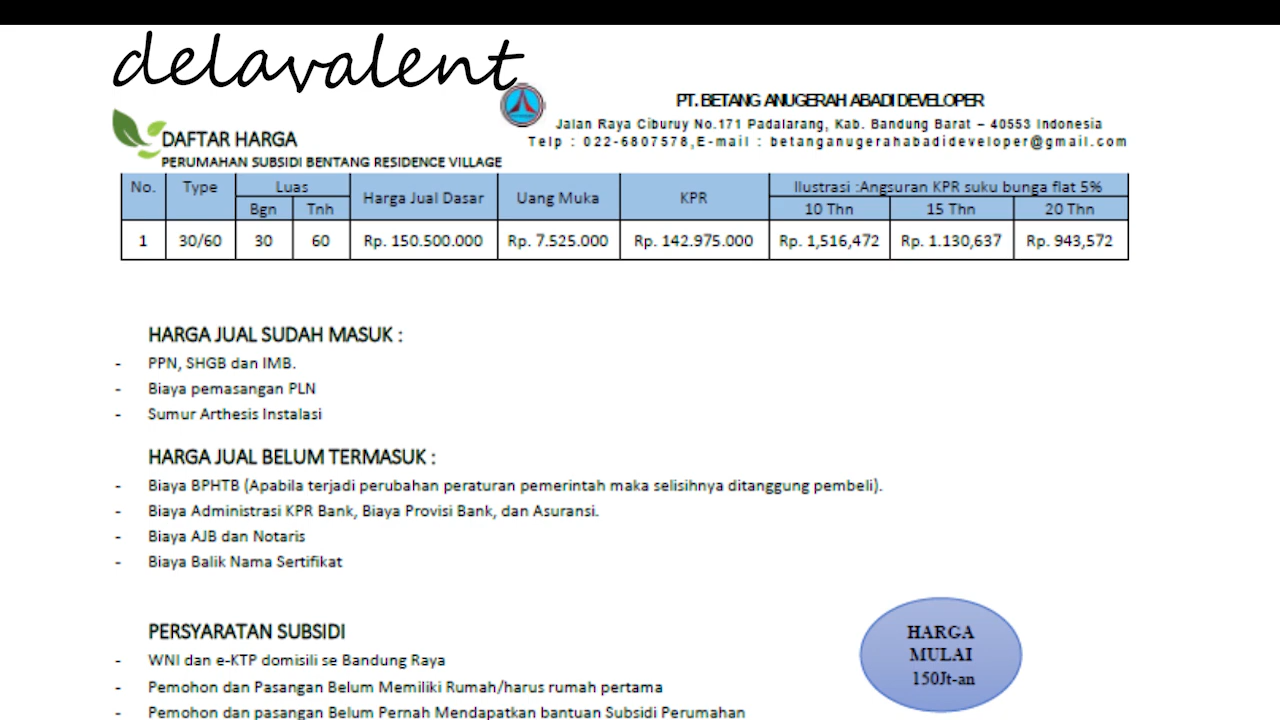 delavalent
PT. BETANG ANUGERAH ABADI DEVELOPER
Jalan Raya Ciburuy No.171 Padalarang, Kab. Bandung Barat – 40553 Indonesia
Telp : 022-6807578,E-mail : betanganugerahabadideveloper@gmail.com
DAFTAR HARGA
PERUMAHAN SUBSIDI BENTANG RESIDENCE VILLAGE
No. Type Luas Harga Jual Dasar Uang Muka KPR Ilustrasi :Angsuran KPR suku bunga flat 5%
Bgn Tnh 10 Thn 15 Thn 20 Thn
1 30/60 30 60 Rp. 150.500.000 Rp. 7.525.000 Rp. 142.975.000 Rp. 1,516,472 Rp. 1.130,637 Rp. 943,572
HARGA JUAL SUDAH MASUK :
- PPN, SHGB dan IMB.
- Biaya pemasangan PLN
- Sumur Arthesis Instalasi
HARGA JUAL BELUM TERMASUK :
- Biaya BPHTB (Apabila terjadi perubahan peraturan pemerintah maka selisihnya ditanggung pembeli).
- Biaya Administrasi KPR Bank, Biaya Provisi Bank, dan Asuransi.
- Biaya AJB dan Notaris
- Biaya Balik Nama Sertifikat
PERSYARATAN SUBSIDI
- WNI dan e-KTP domisili se Bandung Raya
- Pemohon dan Pasangan Belum Memiliki Rumah/harus rumah pertama
- Pemohon dan pasangan Belum Pernah Mendapatkan bantuan Subsidi Perumahan
HARGA
MULAI
150Jt-an